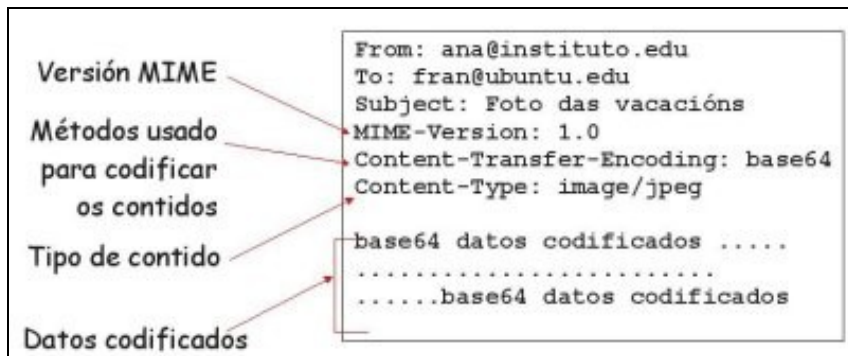 Versión MIME
Métodos usado
para codificar
os contidos
Tipo de contido
Datos codificados
From: ana@instituto.edu
To: fran@ubuntu.edu
Subject: Foto das vacacións
MIME-Version: 1.0
Content-Transfer-Encoding: base64
Content-Type: image/jpeg
base64 datos codificados .....
..........................
......base64 datos codificados